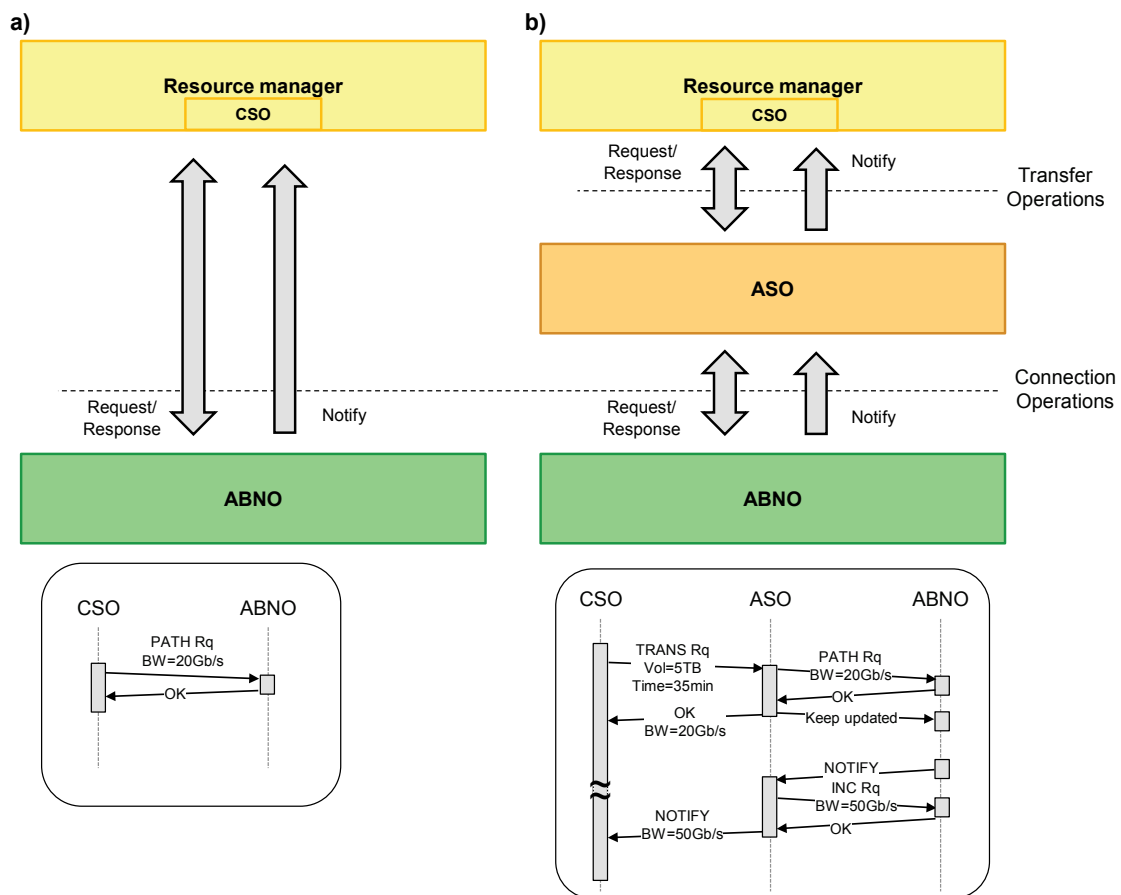 a)
Resource manager
CSO
Request/
Response
Notify
ABNO
CSO
ABNO
PATH Rq
BW=20Gb/s
OK
b)
Resource manager
CSO
Request/
Response
Notify
Transfer
Operations
ASO
Request/
Response
Notify
Connection
Operations
ABNO
CSO
ASO
ABNO
TRANS Rq
Vol=5TB
Time=35min
PATH Rq
BW=20Gb/s
OK
OK
BW=20Gb/s
Keep updated
NOTIFY
INC Rq
BW=50Gb/s
OK
NOTIFY
BW=50Gb/s